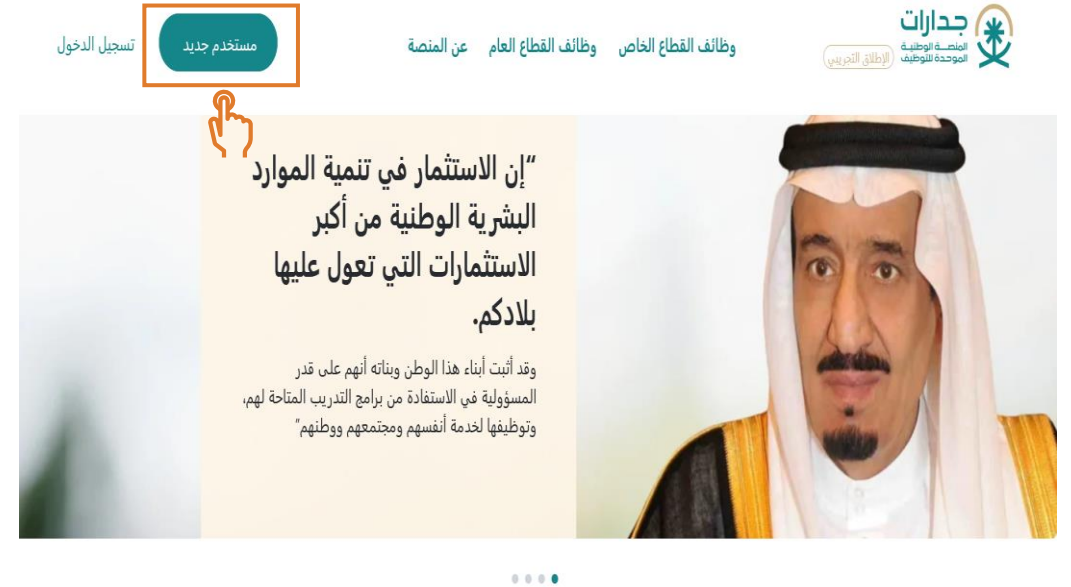 جدارات
المنصـــة الوطنيـة
الموحدة للتوظيف
الإطلاق التجريبي
وظائف القطاع الخاص
وظائف القطاع العام
عن المنصة
مستخدم جديد
تسجيل الدخول
“إن الاستثمار في تنمية الموارد
البشرية الوطنية من أكبر
الاستثمارات التي تعول عليها
بلادكم.
وقد أثبت أبناء هذا الوطن وبناته أنهم على قدر
المسؤولية في الاستفادة من برامج التدريب المتاحة لهم،
وتوظيفها لخدمة أنفسهم ومجتمعهم ووطنهم”